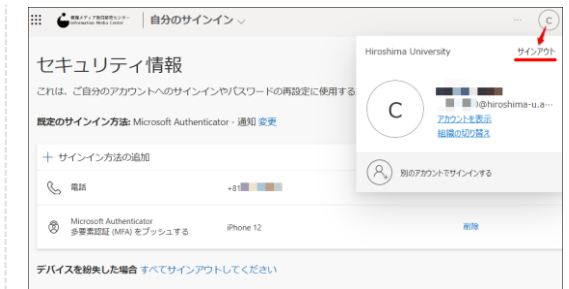 情報メディア教育研究センター
Information Media Center
自分のサインイン
C
Hiroshima University
サインアウト
C
)@hiroshima-u.a…
アカウントを表示
組織の切り替え
別のアカウントでサインインする
セキュリティ情報
これは、ご自分のアカウントへのサインインやパスワードの再設定に使用する
既定のサインイン方法: Microsoft Authenticator - 通知 変更
+ サインイン方法の追加
電話
+81
Microsoft Authenticator
多要素認証 (MFA) をプッシュする
iPhone 12
削除
デバイスを紛失した場合 すべてサインアウトしてください